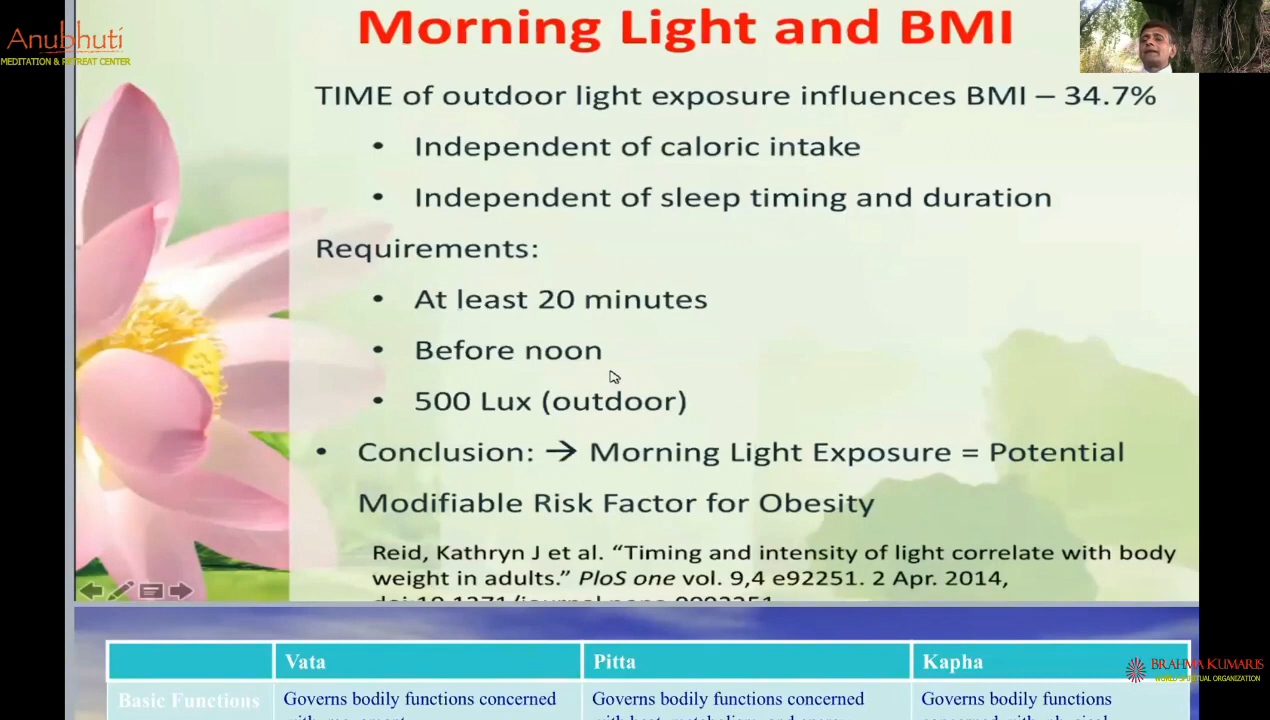 Anubhuti
MEDITATION & RETREAT CENTER
Morning Light and BMI
TIME of outdoor light exposure influences BMI – 34.7%
• Independent of caloric intake
• Independent of sleep timing and duration
Requirements:
• At least 20 minutes
• Before noon
• 500 Lux (outdoor)
• Conclusion: → Morning Light Exposure = Potential
Modifiable Risk Factor for Obesity
Reid, Kathryn J et al. “Timing and intensity of light correlate with body
weight in adults.” PloS one vol. 9,4 e92251. 2 Apr. 2014,
Vata Pitta Kapha
Basic Functions Governs bodily functions concerned Governs bodily functions concerned Governs bodily functions
BRAHMA KUMARIS
WORLD SPIRITUAL ORGANIZATION